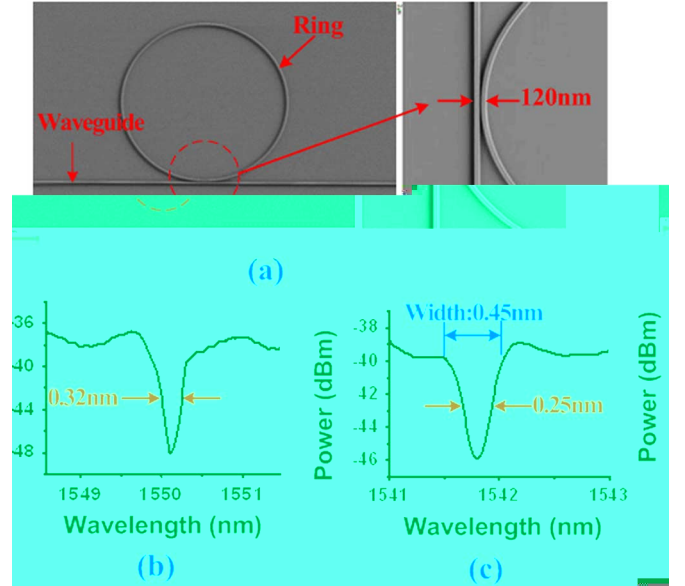 Ring
Waveguide
120nm
(a)
-36
-40
-44
-48
0.32nm
1549
1550
1551
Wavelength (nm)
(b)
Power (dBm)
-38
-40
-42
-44
-46
Width:0.45nm
0.25nm
1541
1542
1543
Wavelength (nm)
(c)
Power (dBm)